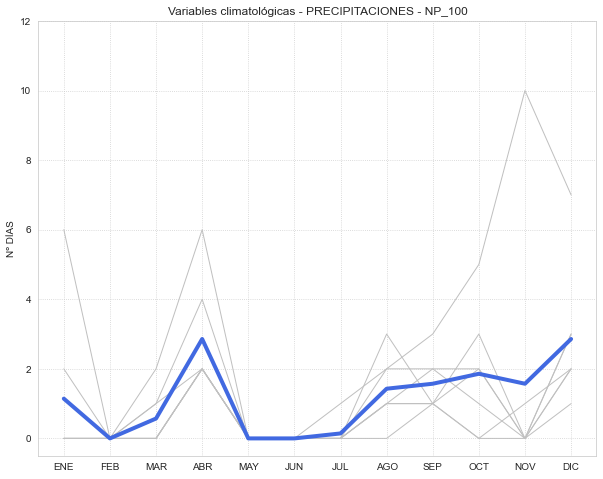 Variables climatológicas - PRECIPITACIONES - NP_100
12
10
8
6
4
2
0
N° DÍAS
ENE FEB MAR ABR MAY JUN JUL AGO SEP OCT NOV DIC